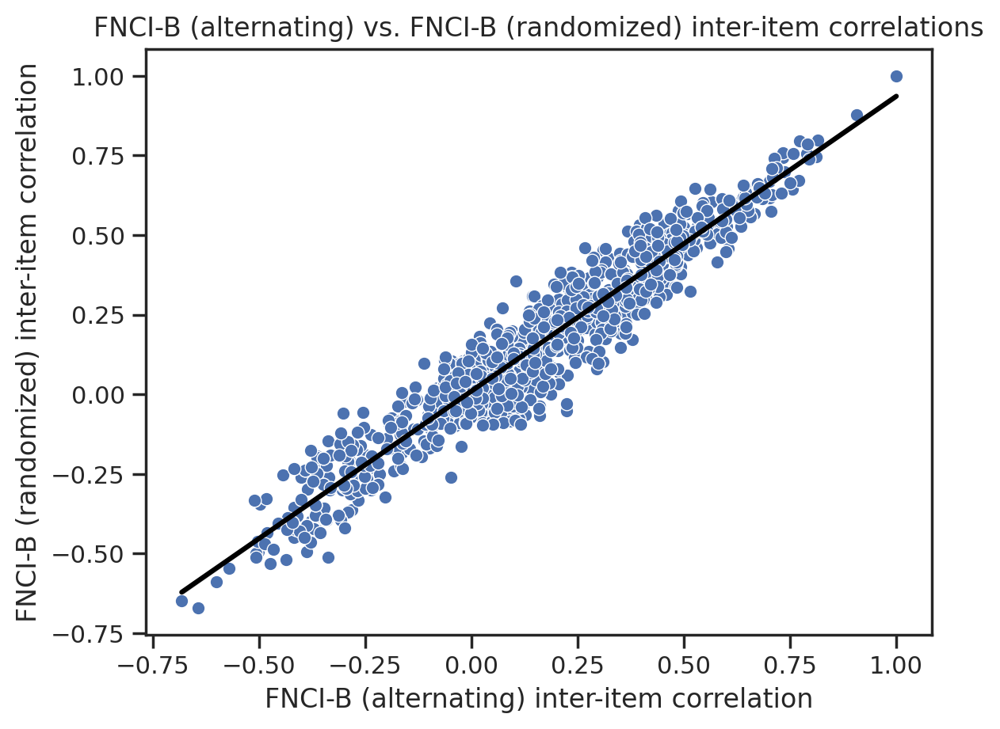 FNCI-B (alternating) vs. FNCI-B (randomized) inter-item correlations
FNCI-B (randomized) inter-item correlation
1.00
0.75
0.50
0.25
0.00
−0.25
−0.50
−0.75
−0.75 −0.50 −0.25 0.00 0.25 0.50 0.75 1.00
FNCI-B (alternating) inter-item correlation